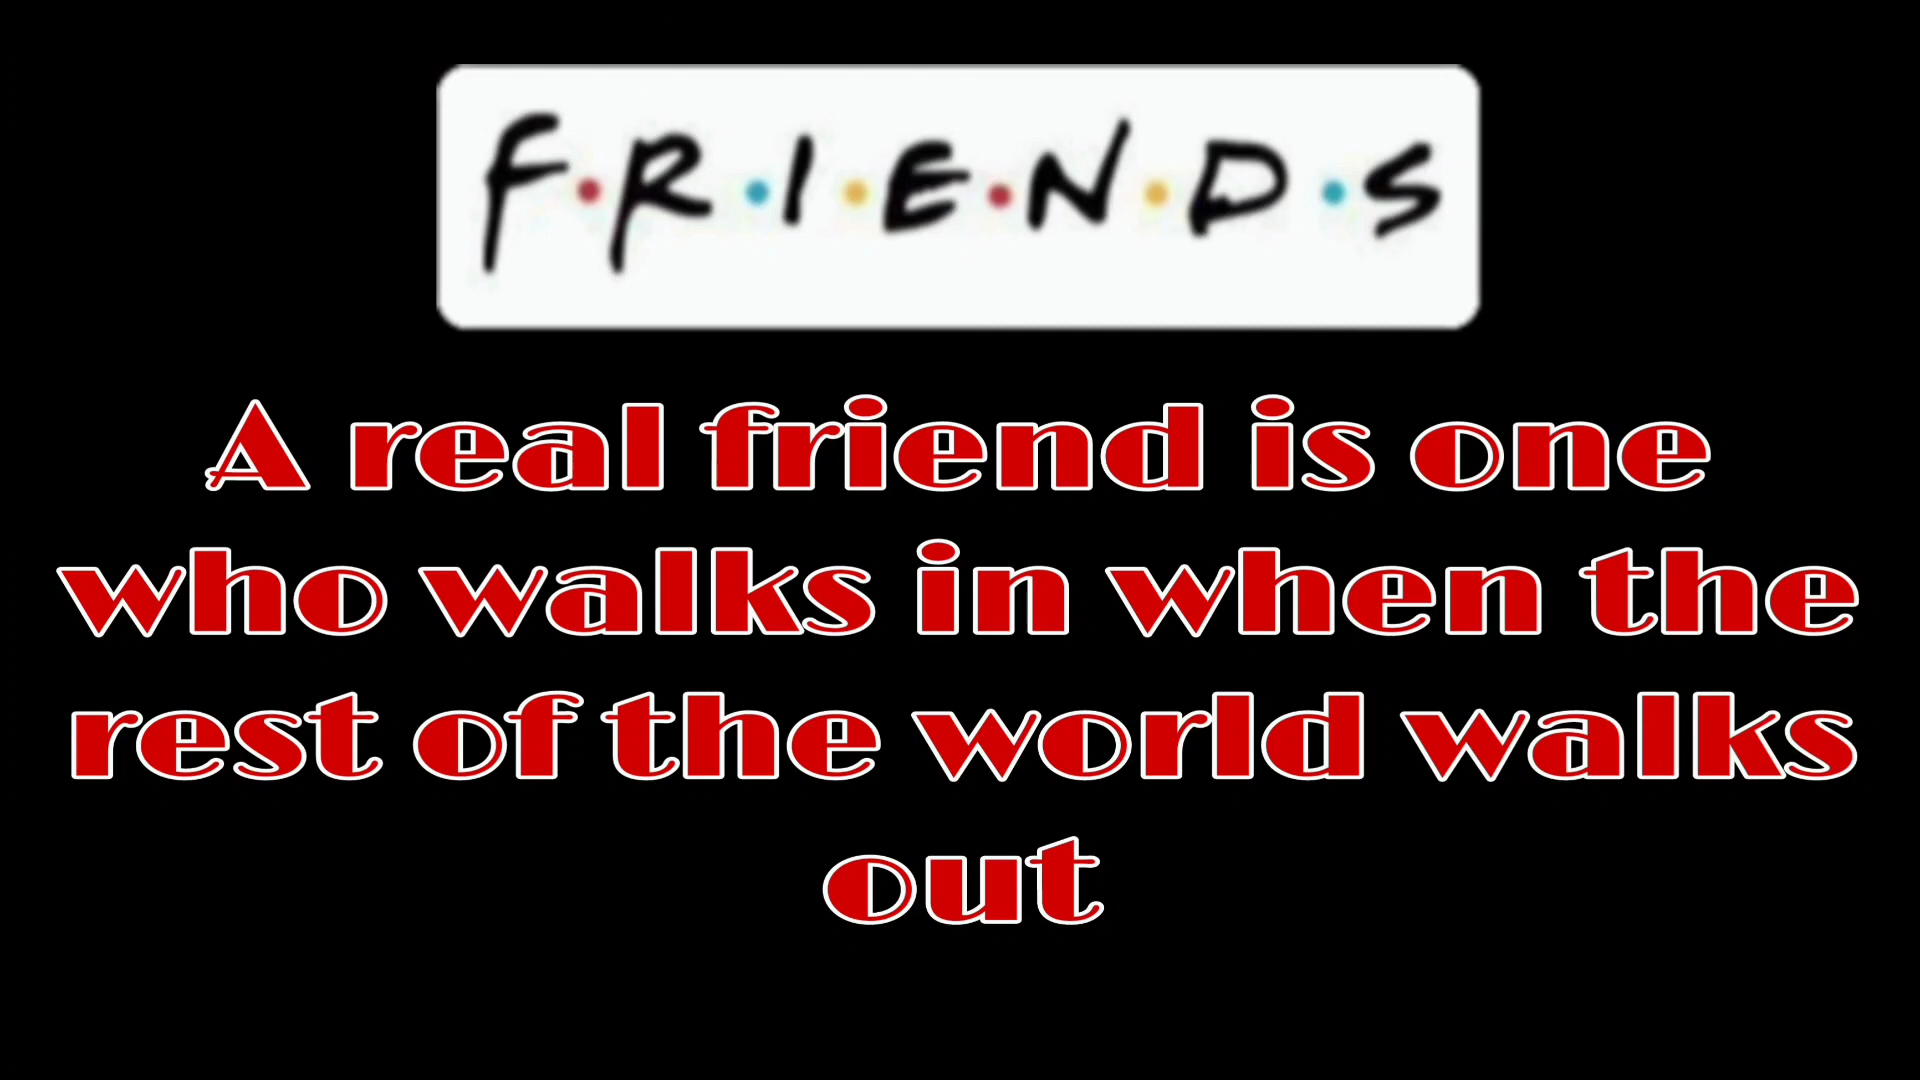 F•R•I•E•N•D•S
A real friend is one
who walks in when the
rest of the world walks
out